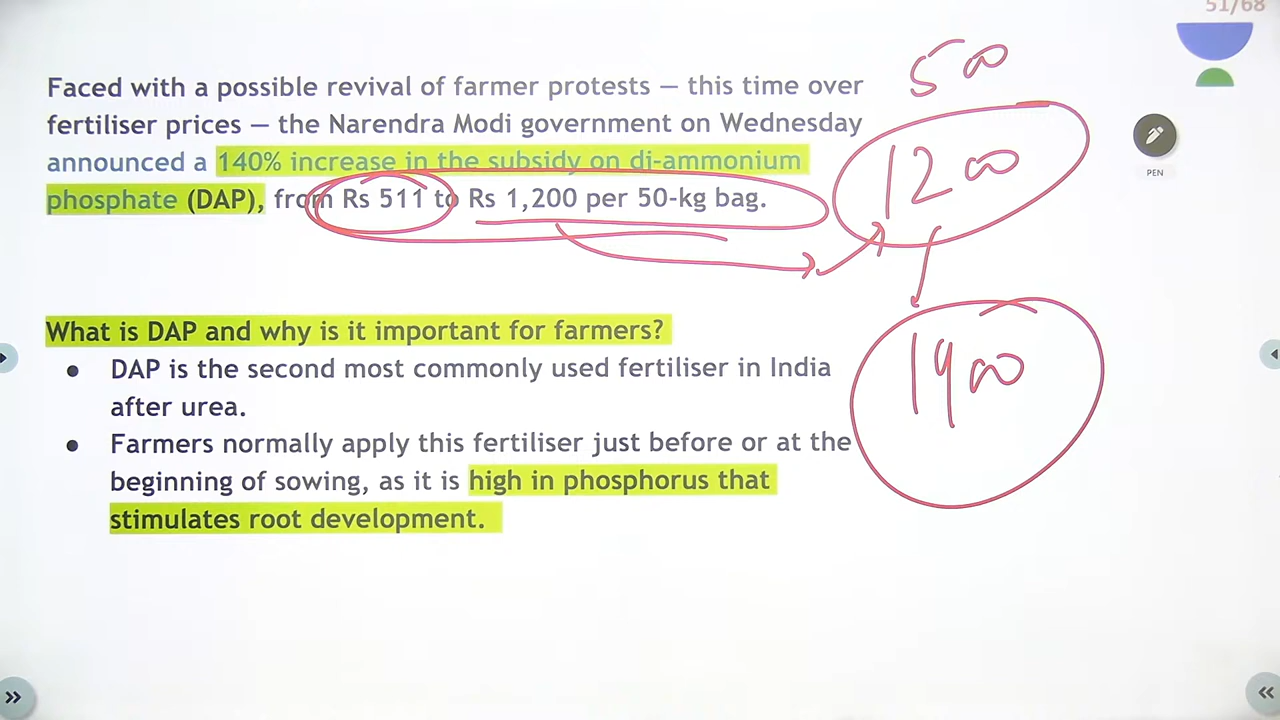 51/68
Faced with a possible revival of farmer protests — this time over
fertiliser prices — the Narendra Modi government on Wednesday
announced a 140% increase in the subsidy on di-ammonium
phosphate (DAP), from Rs 511 to Rs 1,200 per 50-kg bag.
500
1200
PEN
1900
What is DAP and why is it important for farmers?
● DAP is the second most commonly used fertiliser in India
after urea.
● Farmers normally apply this fertiliser just before or at the
beginning of sowing, as it is high in phosphorus that
stimulates root development.